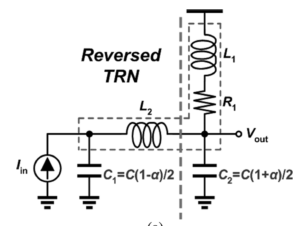 Reversed
TRN
L1
R1
L2
Vout
Iin
C1=C(1-α)/2
C2=C(1+α)/2